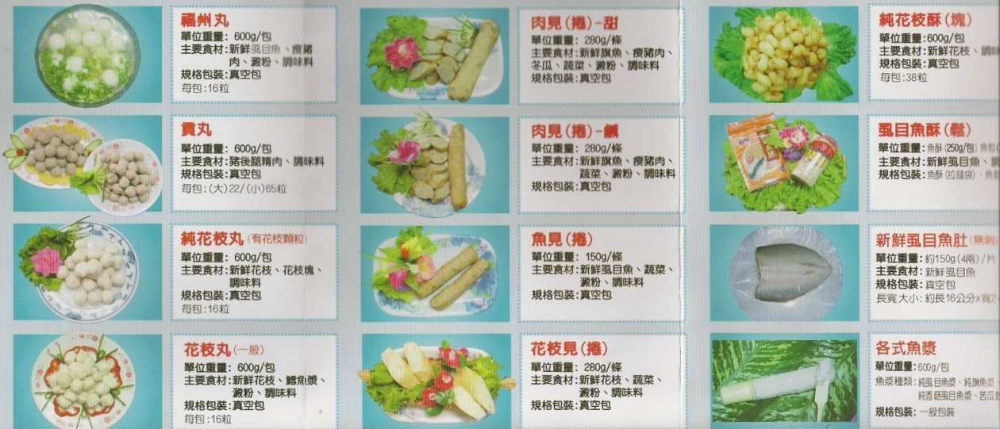 福州丸
單位重量: 600g/包
主要食材:新鮮虱目魚、瘦豬
肉、澱粉、調味料
規格包裝:真空包
每包:16粒
貢丸
單位重量: 600g/包
主要食材:豬後腿精肉、調味料
規格包裝:真空包
每包:(大)22/(小)65粒
純花枝丸(有花枝顆粒)
單位重量: 600g/包
主要食材:新鮮花枝、花枝塊、
調味料
規格包裝:真空包
每包:16粒
花枝丸(一般)
單位重量: 600g/包
主要食材:新鮮花枝、鱈魚漿、
澱粉、調味料
規格包裝:真空包
每包:16粒
肉見(捲)-甜
單位重量: 280g/條
主要食材:新鮮旗魚、瘦豬肉、
冬瓜、蔬菜、澱粉、調味料
規格包裝:真空包
肉見(捲)-鹹
單位重量: 280g/條
主要食材:新鮮旗魚、瘦豬肉、
蔬菜、澱粉、調味料
規格包裝:真空包
魚見(捲)
單位重量: 150g/條
主要食材:新鮮虱目魚、蔬菜、
澱粉、調味料
規格包裝:真空包
花枝見(捲)
單位重量: 280g/條
主要食材:新鮮花枝、蔬菜、
澱粉、調味料
規格包裝:真空包
純花枝酥(塊)
單位重量:600g/包
主要食材:新鮮花枝、調
規格包裝:真空包
每包:38粒
虱目魚酥(鬆)
單位重量:魚酥(250g/包) 魚鬆
主要食材:新鮮虱目魚、調
規格包裝:魚酥(拉鏈袋)、魚
新鮮虱目魚肚(無刺
單位重量:約150g(4兩)/片
主要食材:新鮮虱目魚
規格包裝:真空包
長寬大小:約長16公分x寬2
各式魚漿
單位重量:600g/包
魚漿種類:純虱目魚漿、純旗魚漿、
純香菇虱目魚漿、苦瓜
規格包裝:一般包裝